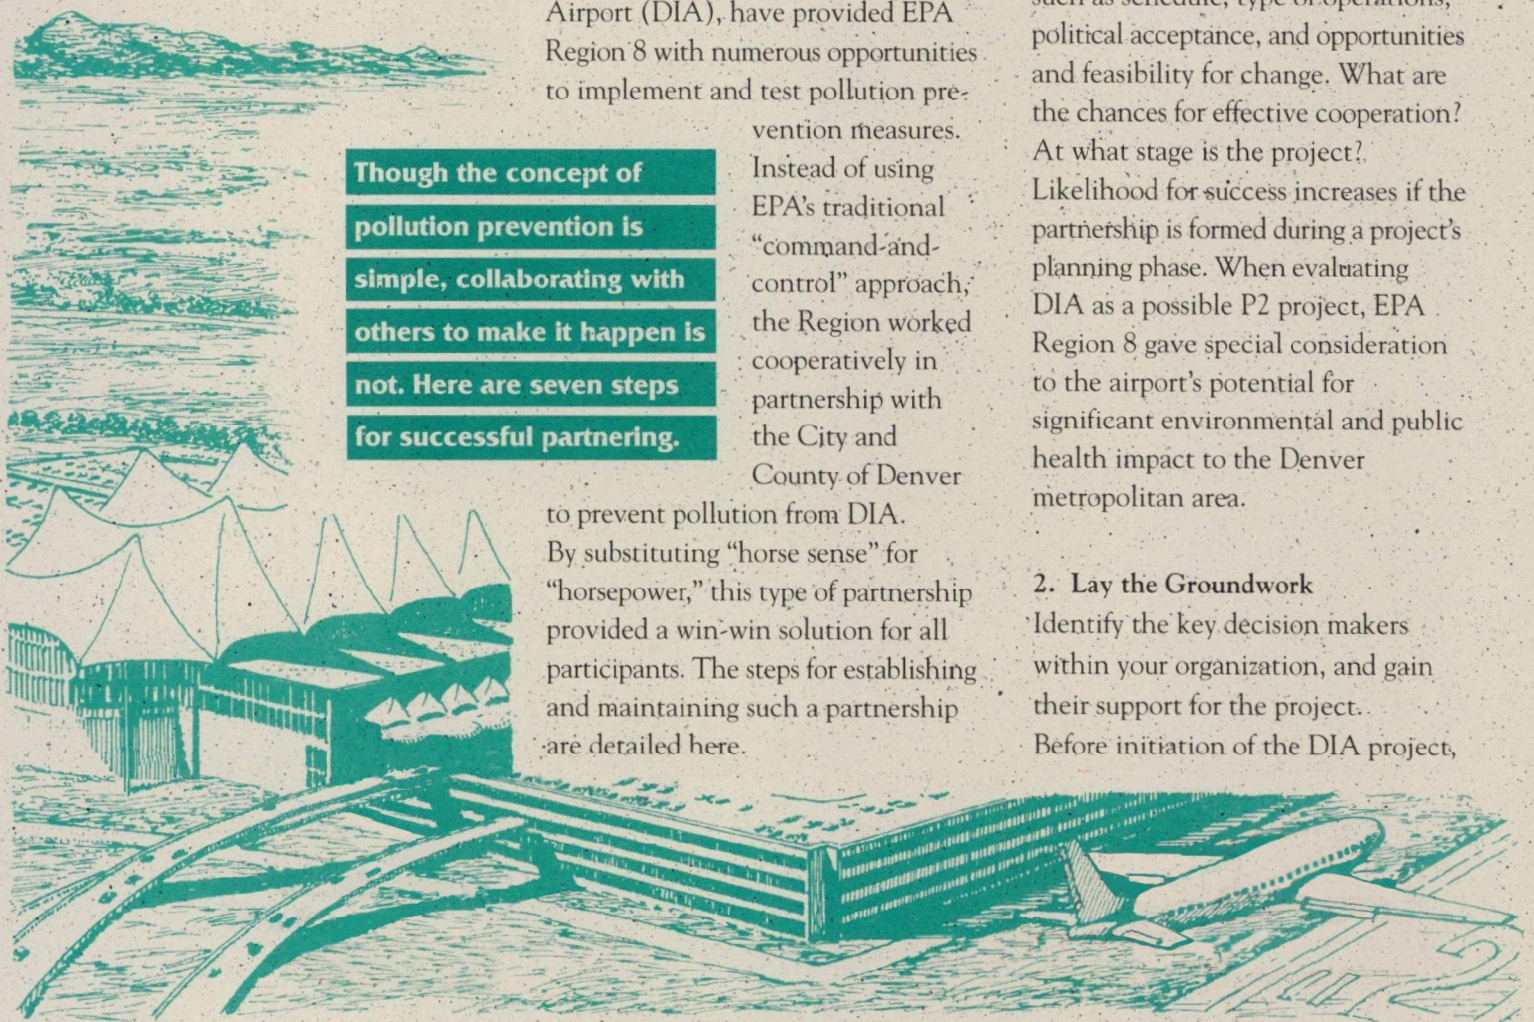 Airport (DIA), have provided EPA
Region 8 with numerous opportunities
to implement and test pollution pre-
vention measures.
Instead of using
EPA's traditional
“command-and-
control” approach,
the Region worked
cooperatively in
partnership with
the City and
County of Denver
to prevent pollution from DIA.
By substituting “horse sense” for
“horsepower,” this type of partnership
provided a win-win solution for all
participants. The steps for establishing
and maintaining such a partnership
are detailed here.
Though the concept of
pollution prevention is
simple, collaborating with
others to make it happen is
not. Here are seven steps
for successful partnering.
such as schedule, type of operations,
political acceptance, and opportunities
and feasibility for change. What are
the chances for effective cooperation?
At what stage is the project?
Likelihood for success increases if the
partnership is formed during a project's
planning phase. When evaluating
DIA as a possible P2 project, EPA
Region 8 gave special consideration
to the airport's potential for
significant environmental and public
health impact to the Denver
metropolitan area.
2. Lay the Groundwork
Identify the key decision makers
within your organization, and gain
their support for the project.
Before initiation of the DIA project,